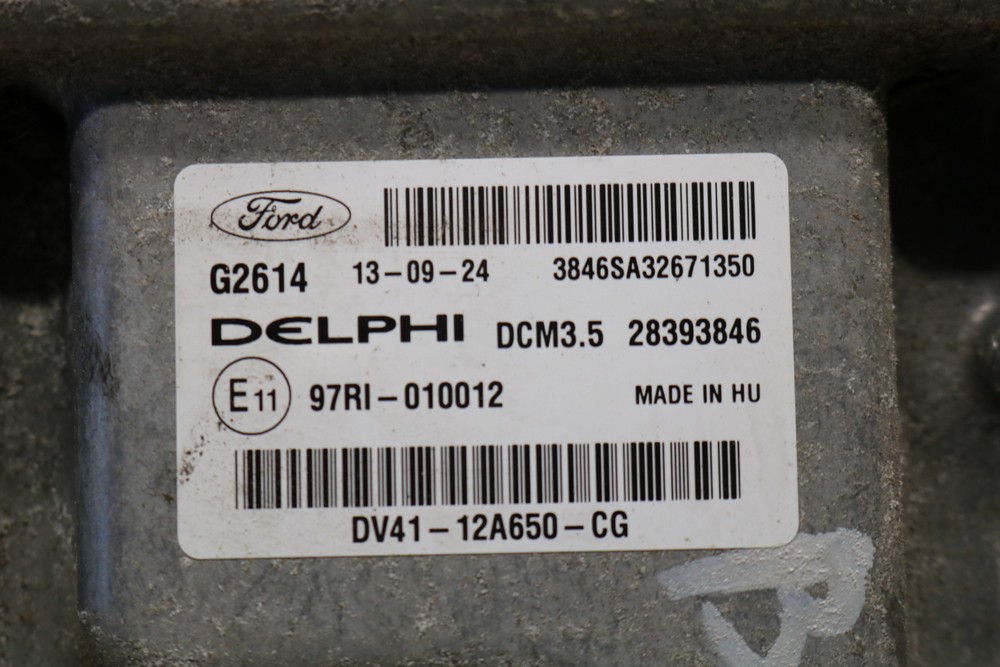 Ford
G2614 13-09-24 3846SA32671350
DELPHI DCM3.5 28393846
E11 97RI-010012 MADE IN HU
DV41-12A650-CG